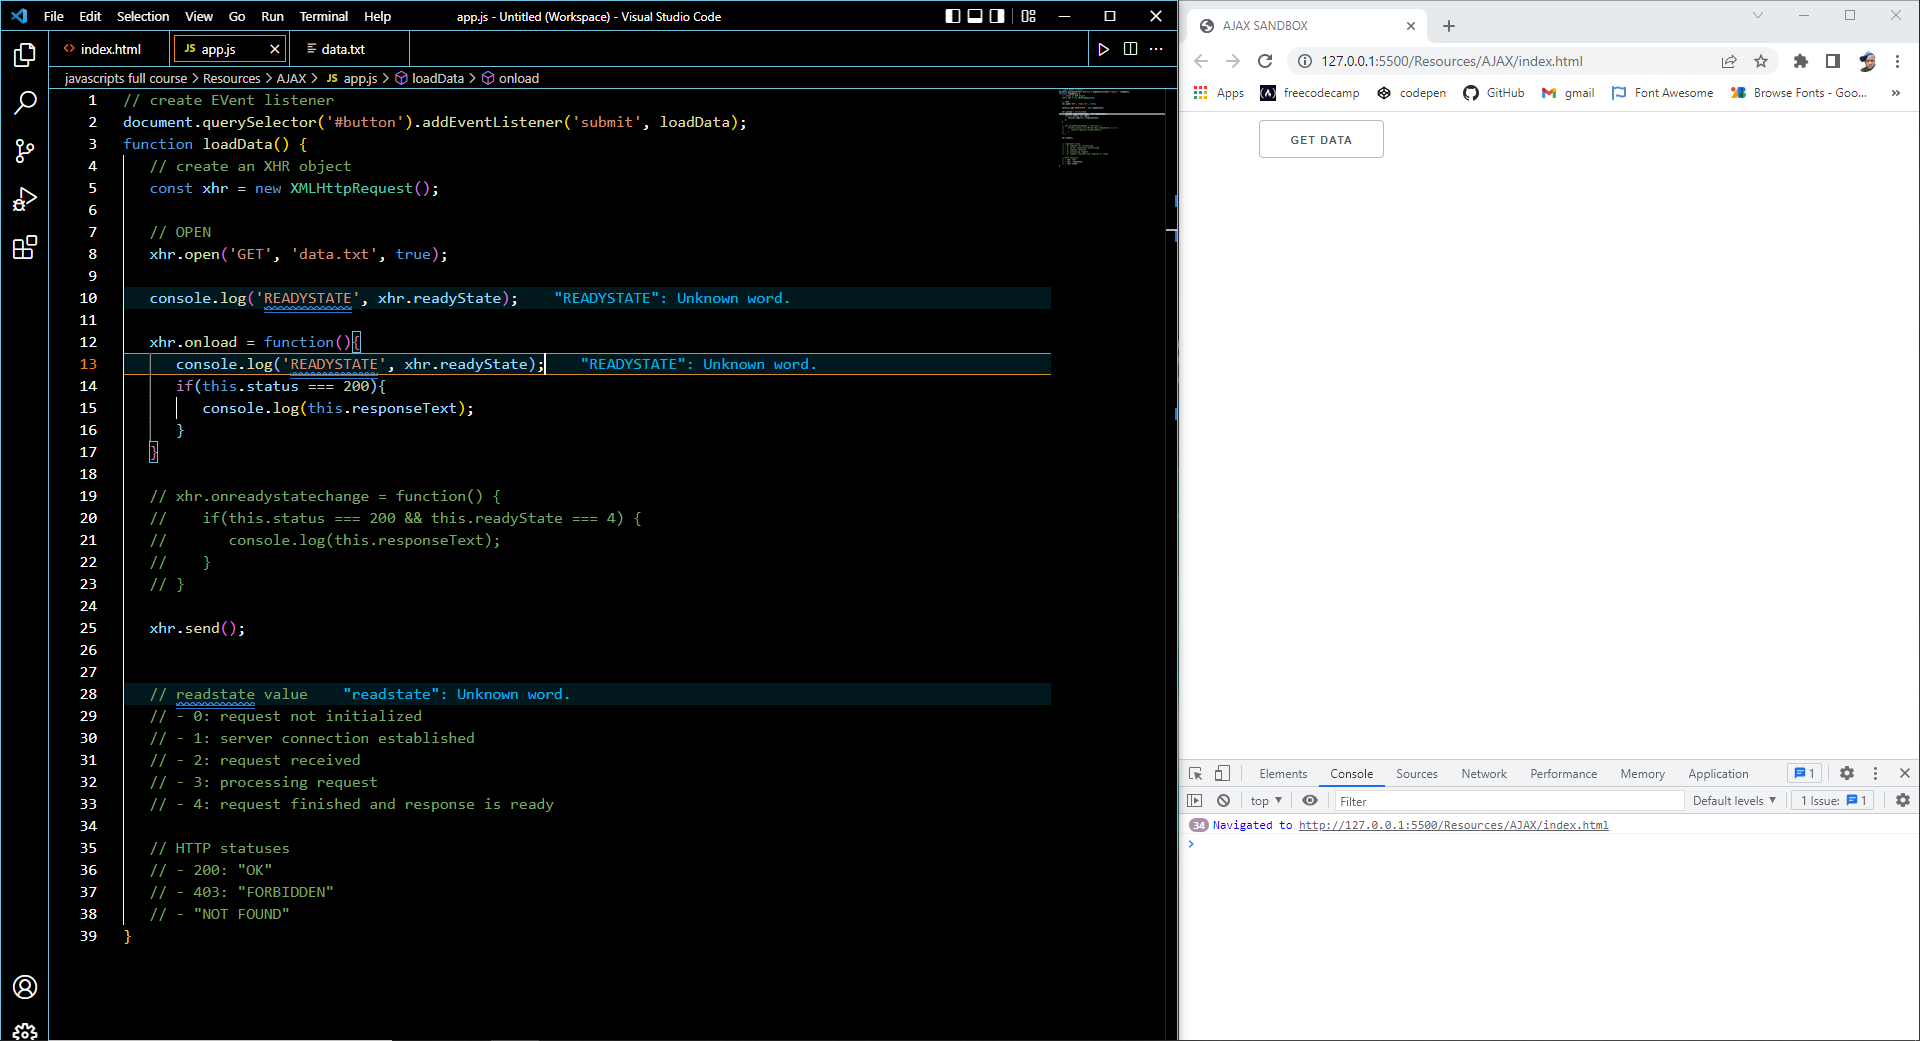 File Edit Selection View Go Run Terminal Help app.js - Untitled (Workspace) - Visual Studio Code
index.html JS app.js data.txt
javascripts full course > Resources > AJAX > JS app.js > loadData > onload
1 // create EVent listener
2 document.querySelector('#button').addEventListener('submit', loadData);
3 function loadData() {
4 // create an XHR object
5 const xhr = new XMLHttpRequest();
6
7 // OPEN
8 xhr.open('GET', 'data.txt', true);
9
10 console.log('READYSTATE', xhr.readyState); "READYSTATE": Unknown word.
11
12 xhr.onload = function(){
13 console.log('READYSTATE', xhr.readyState); "READYSTATE": Unknown word.
14 if(this.status === 200){
15 console.log(this.responseText);
16 }
17 }
18
19 // xhr.onreadystatechange = function() {
20 // if(this.status === 200 && this.readyState === 4) {
21 // console.log(this.responseText);
22 // }
23 // }
24
25 xhr.send();
26
27
28 // readstate value "readstate": Unknown word.
29 // - 0: request not initialized
30 // - 1: server connection established
31 // - 2: request received
32 // - 3: processing request
33 // - 4: request finished and response is ready
34
35 // HTTP statuses
36 // - 200: "OK"
37 // - 403: "FORBIDDEN"
38 // - "NOT FOUND"
39 }
AJAX SANDBOX
127.0.0.1:5500/Resources/AJAX/index.html
Apps freecodecamp codepen GitHub gmail Font Awesome Browse Fonts - Goo... »
GET DATA
Elements Console Sources Network Performance Memory Application 1
top Filter Default levels 1 Issue: 1
34 Navigated to http://127.0.0.1:5500/Resources/AJAX/index.html
>